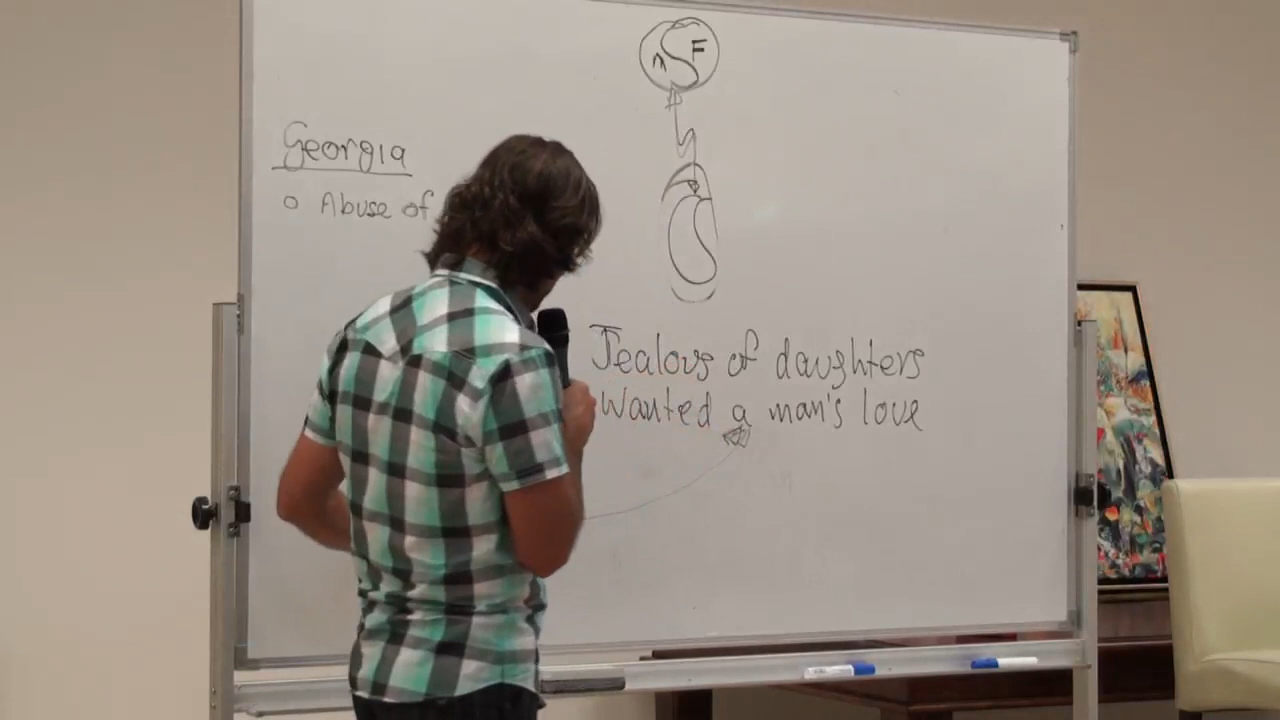 M F
Georgia
o Abuse of
Jealous of daughters
Wanted a man's love